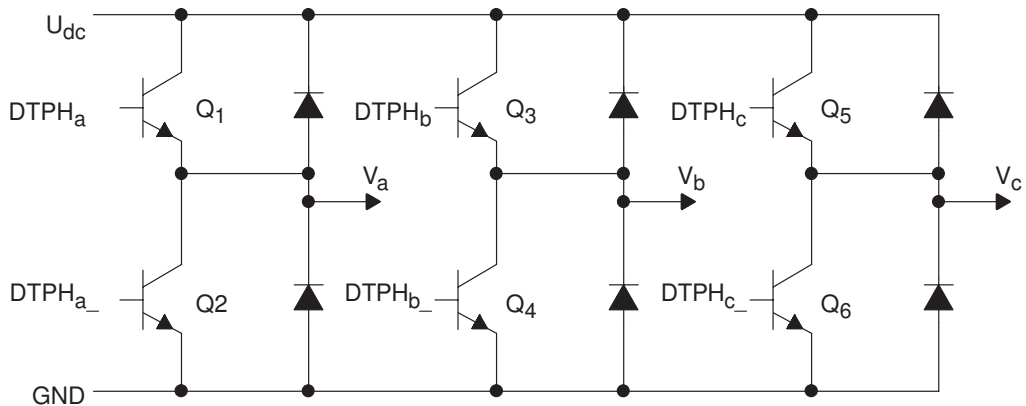 U_dc
DTPH_a Q_1 DTPH_b Q_3 DTPH_c Q_5
V_a V_b V_c
DTPH_a_ Q2 DTPH_b_ Q_4 DTPH_c_ Q_6
GND